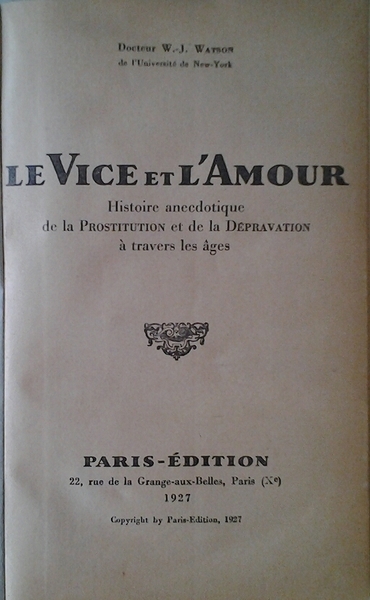 Docteur W.-J. WATSON
de l'Université de New-York
LE VICE ET L'AMOUR
Histoire anecdotique
de la PROSTITUTION et de la DÉPRAVATION
à travers les âges
PARIS-ÉDITION
22, rue de la Grange-aux-Belles, Paris (Xe)
1927
Copyright by Paris-Edition, 1927